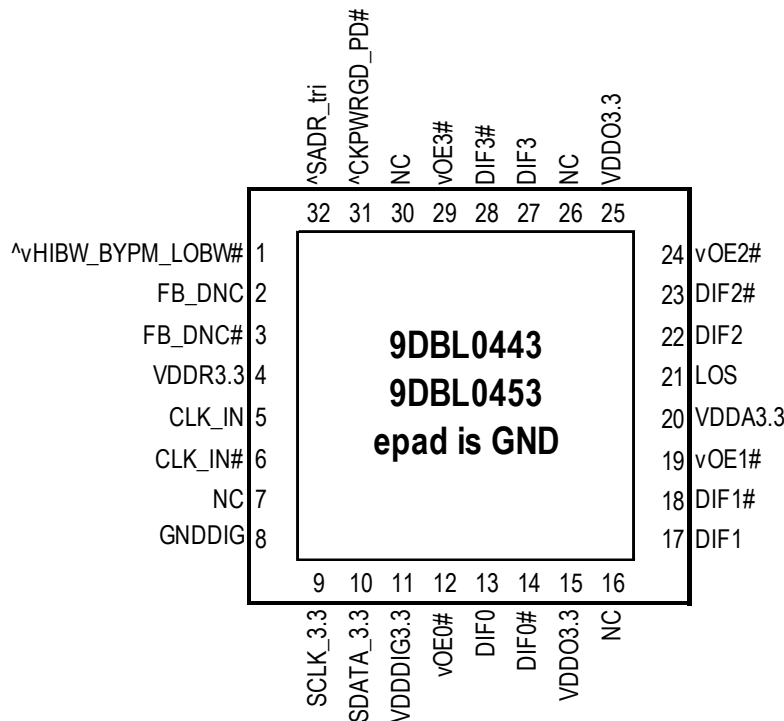 ^SADR_tri
^CKPWRGD_PD#
NC
vOE3#
DIF3#
DIF3
NC
VDDO3.3
32 31 30 29 28 27 26 25
^vHIBW_BYPM_LOBW# 1
FB_DNC 2
FB_DNC# 3
VDDR3.3 4
CLK_IN 5
CLK_IN# 6
NC 7
GNDDIG 8
9DBL0443
9DBL0453
epad is GND
24 vOE2#
23 DIF2#
22 DIF2
21 LOS
20 VDDA3.3
19 vOE1#
18 DIF1#
17 DIF1
9 10 11 12 13 14 15 16
SCLK_3.3
SDATA_3.3
VDDDIG3.3
vOE0#
DIF0
DIF0#
VDDO3.3
NC